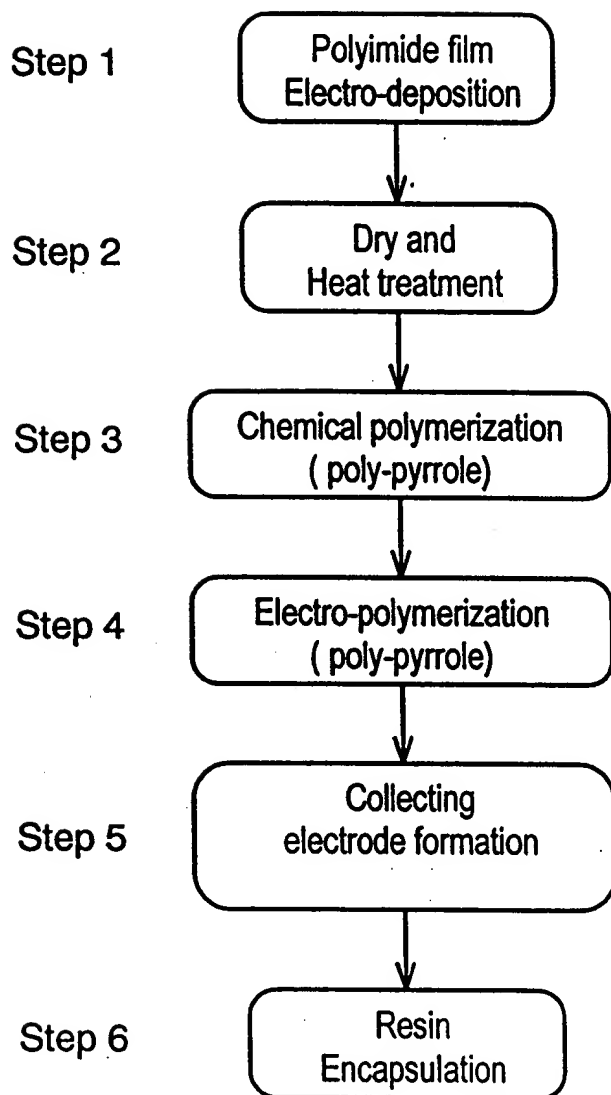 Step 1
Polyimide film
Electro-deposition
Step 2
Dry and
Heat treatment
Step 3
Chemical polymerization
( poly-pyrrole)
Step 4
Electro-polymerization
( poly-pyrrole)
Step 5
Collecting
electrode formation
Step 6
Resin
Encapsulation